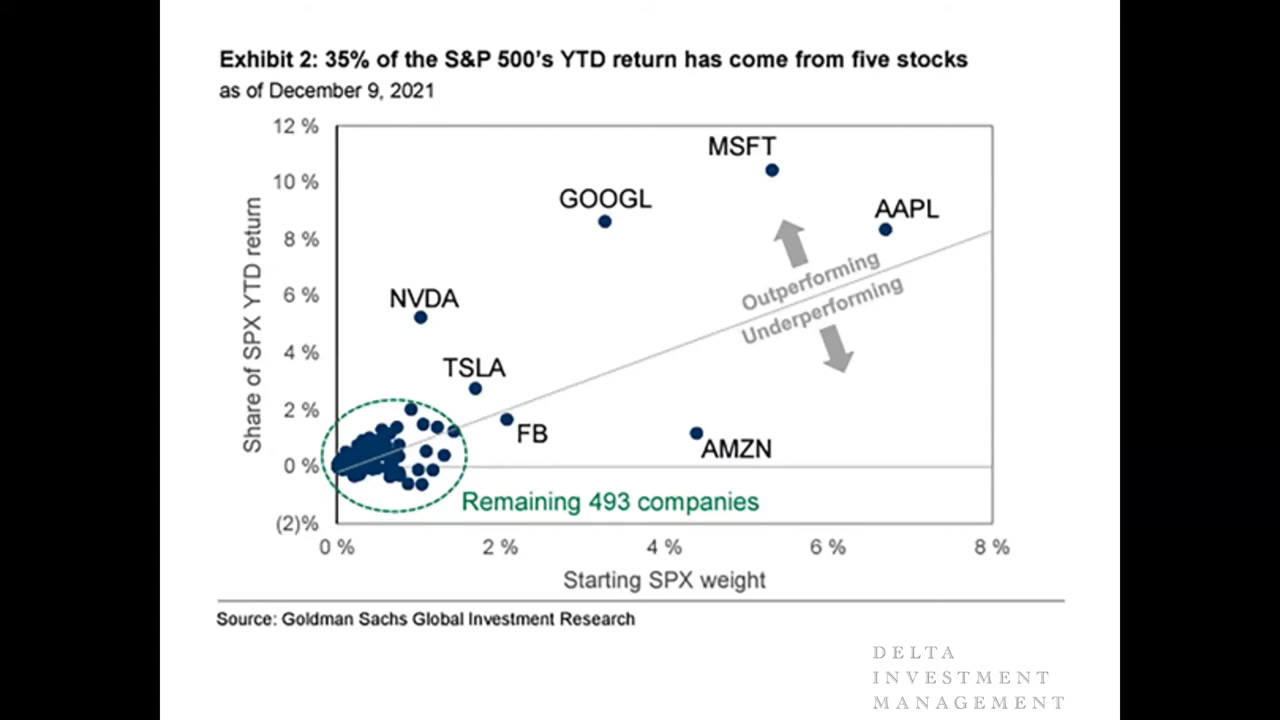 Exhibit 2: 35% of the S&P 500's YTD return has come from five stocks
as of December 9, 2021
12 %
10 %
8 %
6 %
4 %
2 %
0 %
(2)%
Share of SPX YTD return
MSFT
GOOGL
AAPL
NVDA
TSLA
FB
AMZN
Outperforming
Underperforming
Remaining 493 companies
0 %
2 %
4 %
6 %
8 %
Starting SPX weight
Source: Goldman Sachs Global Investment Research
DELTA
INVESTMENT
MANAGEMENT